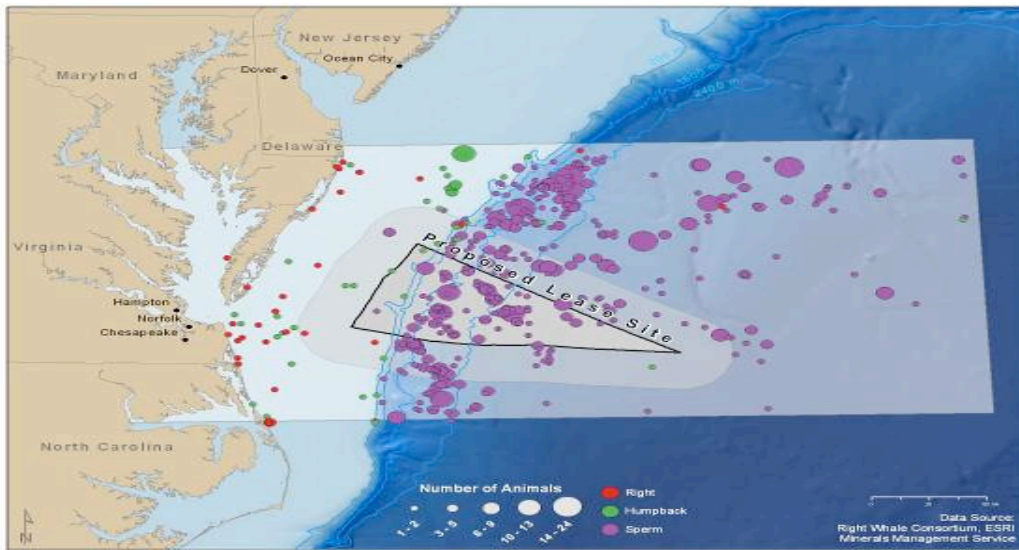 New Jersey
Ocean City
Maryland
Dover
2400 m
Delaware
Virginia
Proposed Lease Site
Hampton
Norfolk
Chesapeake
North Carolina
Number of Animals
1 - 2
3 - 5
6 - 9
10 - 13
14 - 24
Right
Humpback
Sperm
N
Data Source:
Right Whale Consortium, ESRI
Minerals Management Service